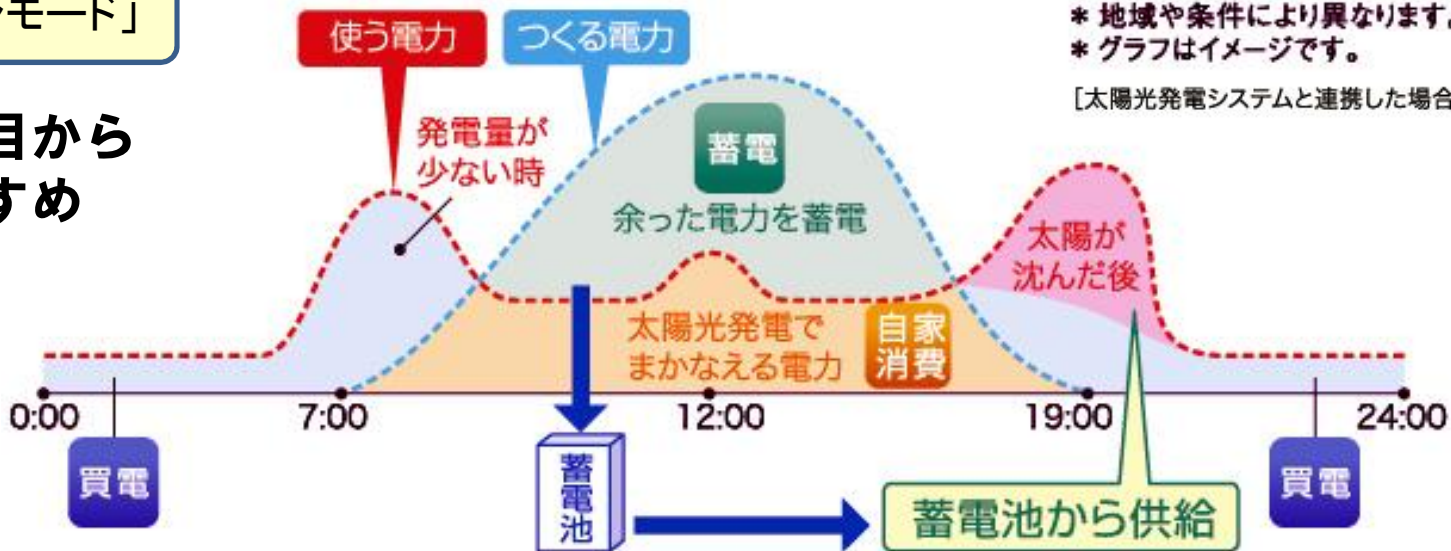 モード」
目から
すめ
使う電力
つくる電力
＊ 地域や条件により異なります。
＊ グラフはイメージです。
［太陽光発電システムと連携した場合
発電量が
少ない時
蓄電
余った電力を蓄電
太陽が
沈んだ後
太陽光発電で
まかなえる電力
自家
消費
0:00
7:00
12:00
19:00
24:00
買電
蓄電池
蓄電池から供給
買電